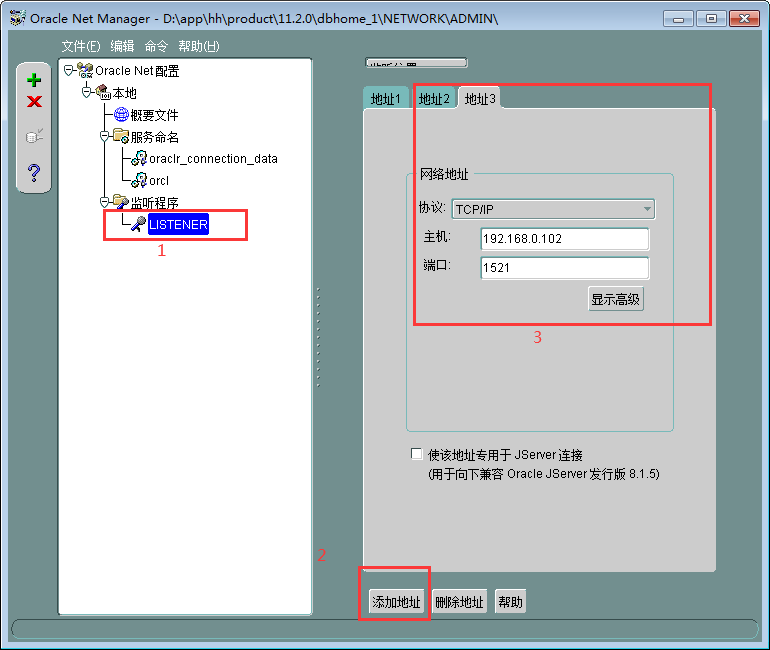 Oracle Net Manager - D:\app\hh\product\11.2.0\dbhome_1\NETWORK\ADMIN\
文件(F) 编辑 命令 帮助(H)
Oracle Net 配置
本地
概要文件
服务命名
oraclr_connection_data
orcl
监听程序
LISTENER
1
2
监听位置
地址1 地址2 地址3
网络地址
协议: TCP/IP
主机: 192.168.0.102
端口: 1521
显示高级
3
使该地址专用于 JServer 连接
(用于向下兼容 Oracle JServer 发行版 8.1.5)
添加地址 删除地址 帮助